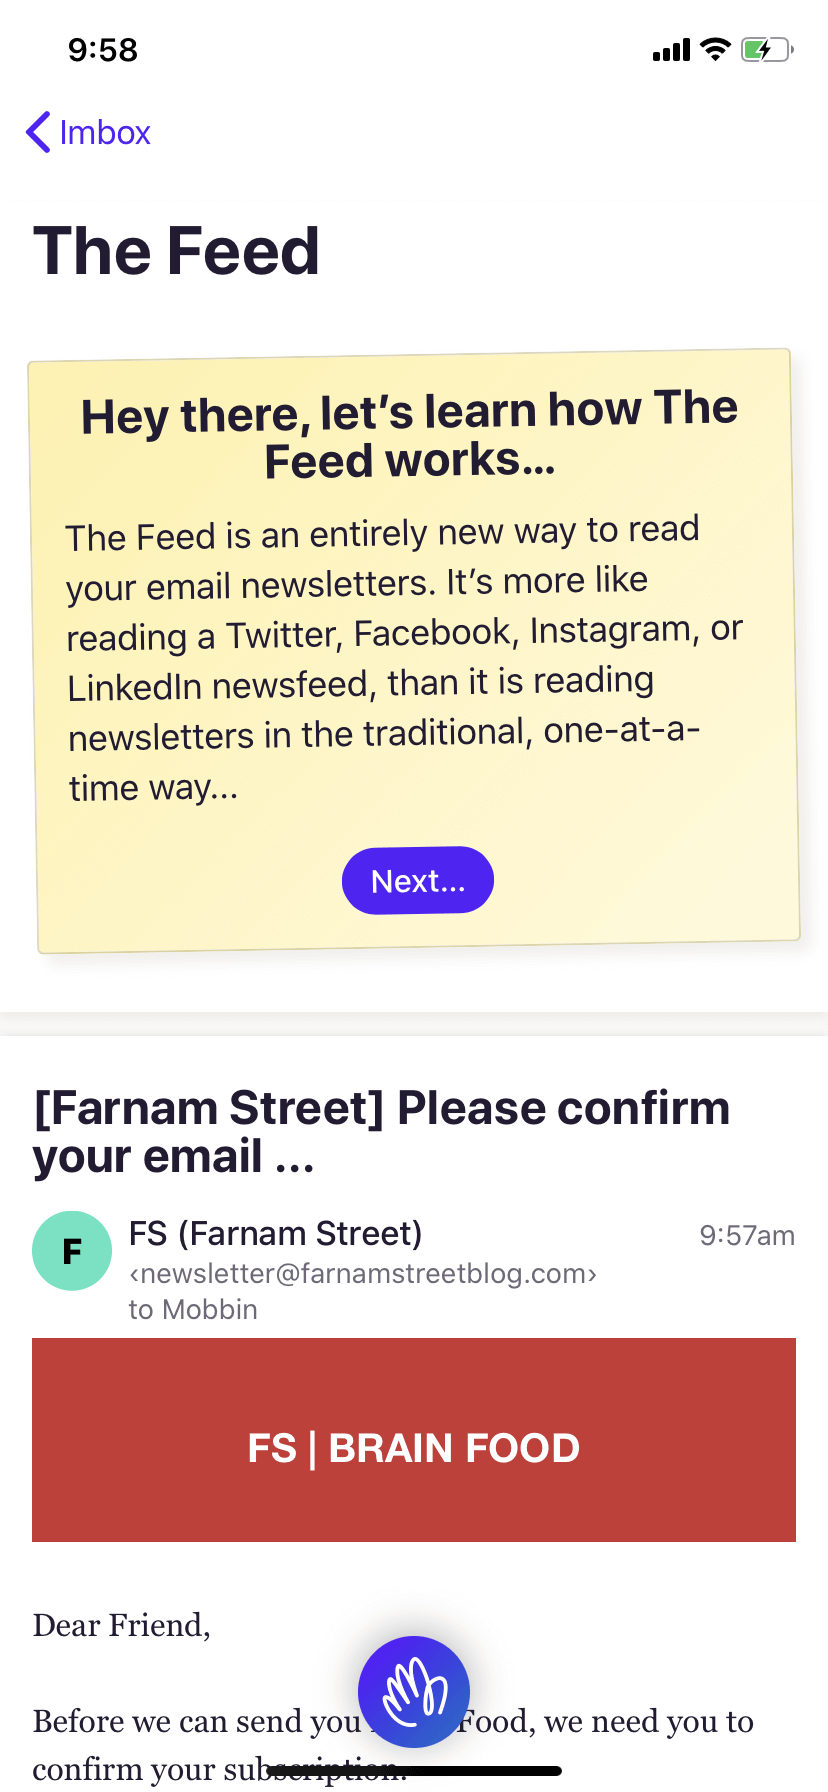 9:58
Imbox
The Feed
Hey there, let’s learn how The
Feed works...
The Feed is an entirely new way to read
your email newsletters. It’s more like
reading a Twitter, Facebook, Instagram, or
LinkedIn newsfeed, than it is reading
newsletters in the traditional, one-at-a-
time way...
Next...
[Farnam Street] Please confirm
your email ...
F
FS (Farnam Street)
9:57am
<newsletter@farnamstreetblog.com>
to Mobbin
FS | BRAIN FOOD
Dear Friend,
Before we can send you Food, we need you to
confirm your subscription.